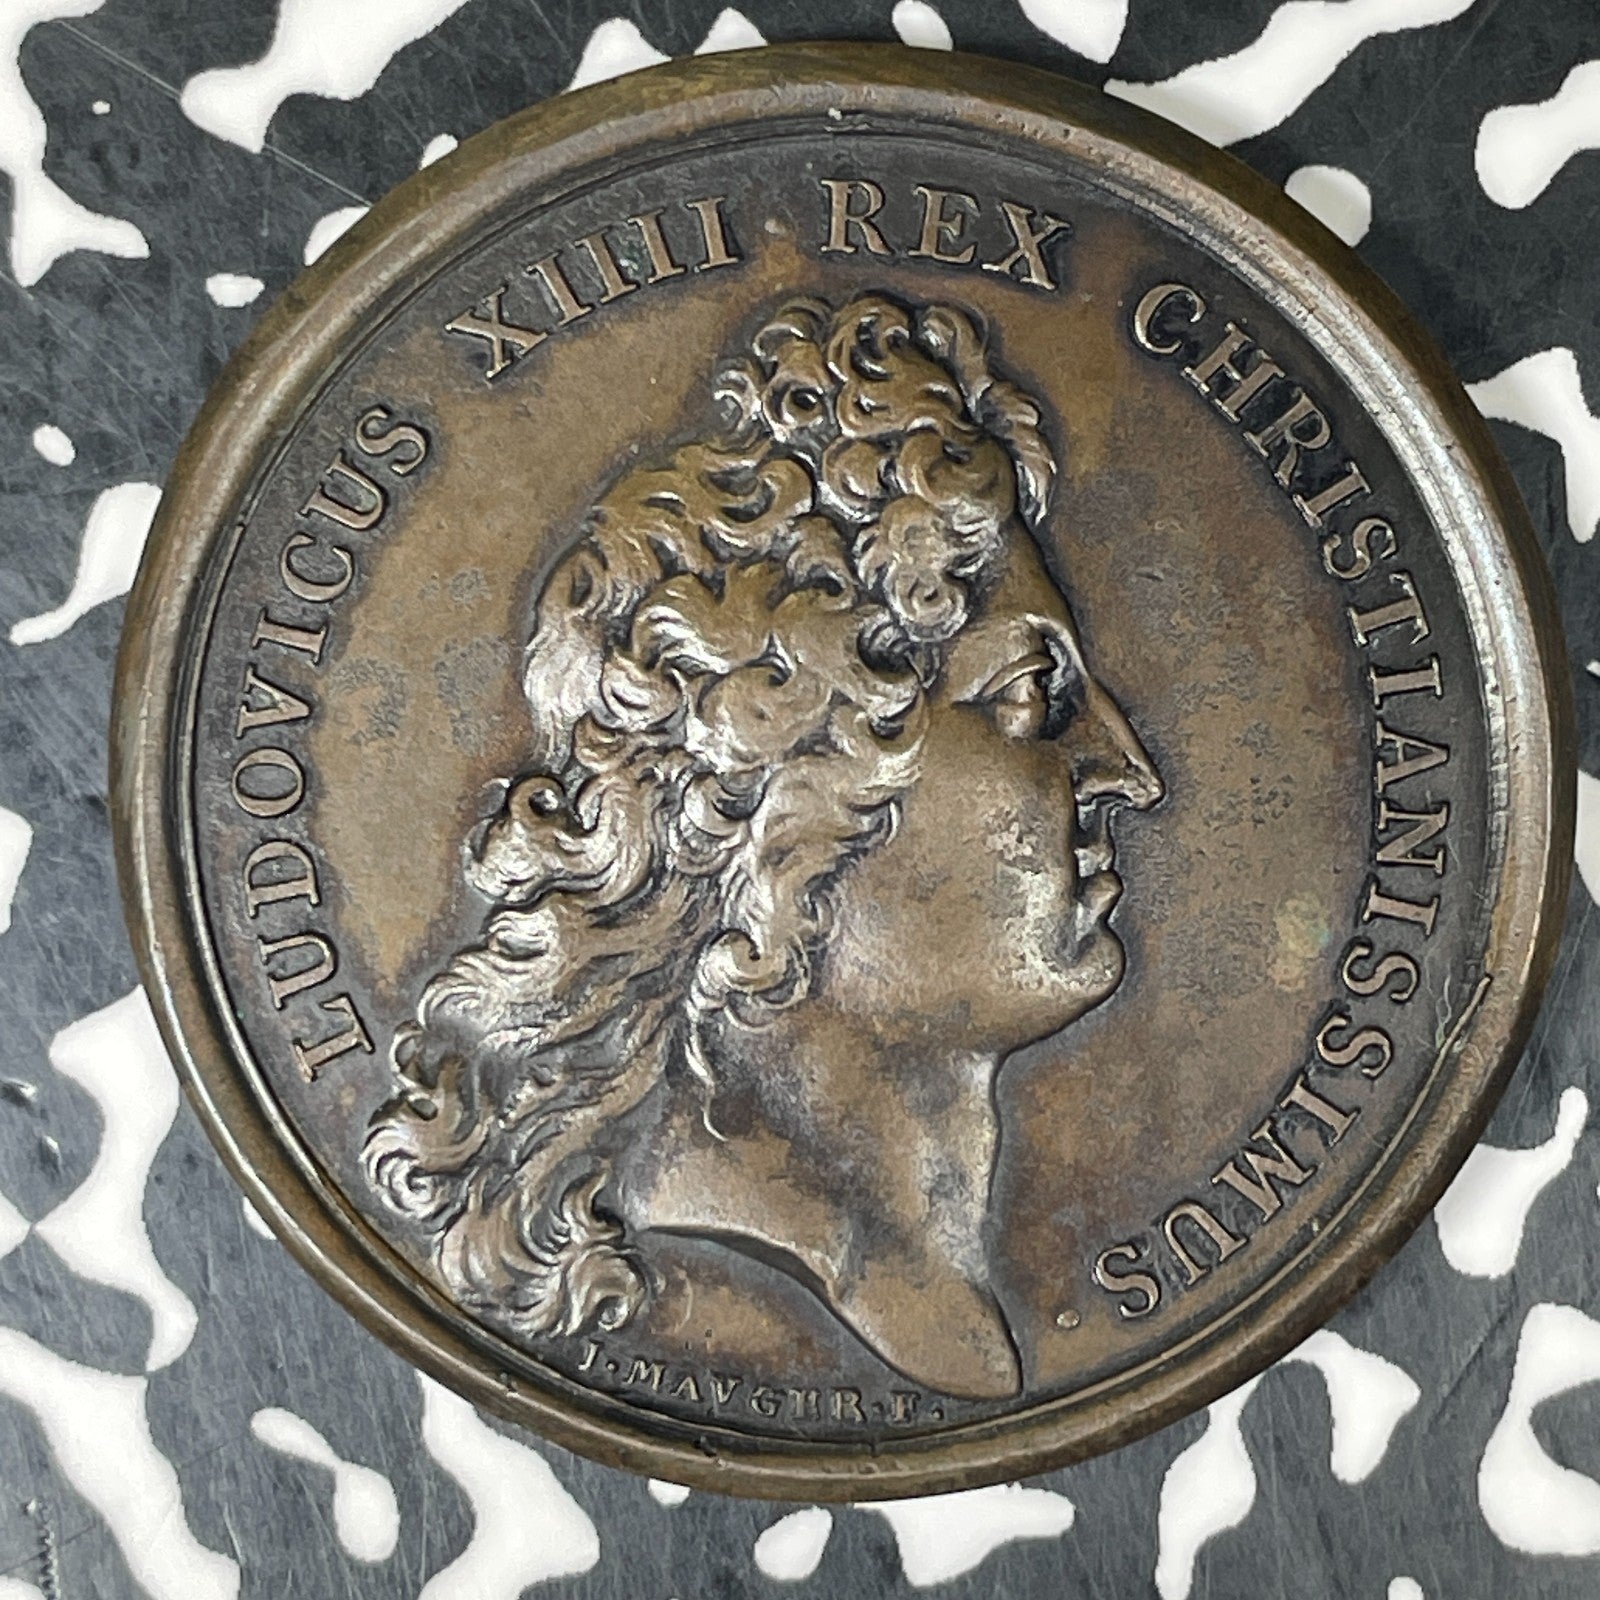 LUDOVICUS XIIII · REX CHRISTIANISSIMUS ·
J · MAVGER · F ·